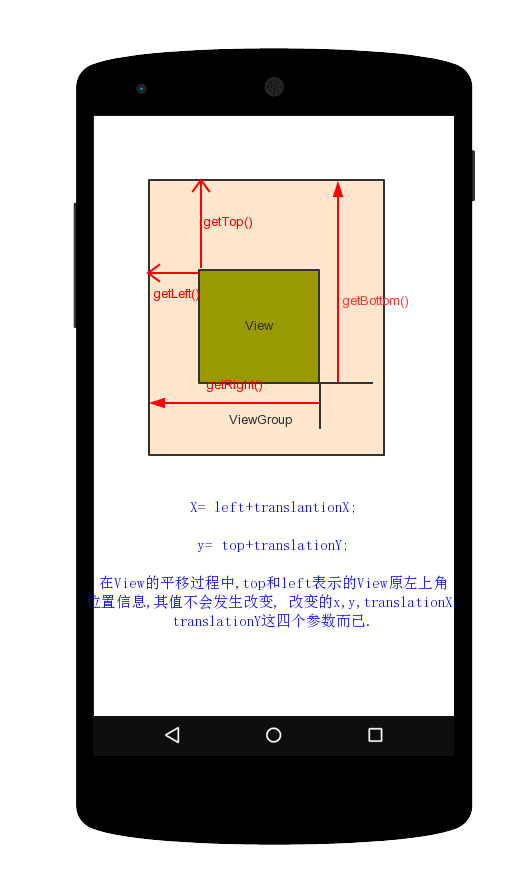 getTop()
getLeft()
getBottom()
View
getRight()
ViewGroup
X= left+translantionX;
y= top+translationY;
在View的平移过程中,top和left表示的View原左上角
位置信息,其值不会发生改变, 改变的x,y,translationX,
translationY这四个参数而已.